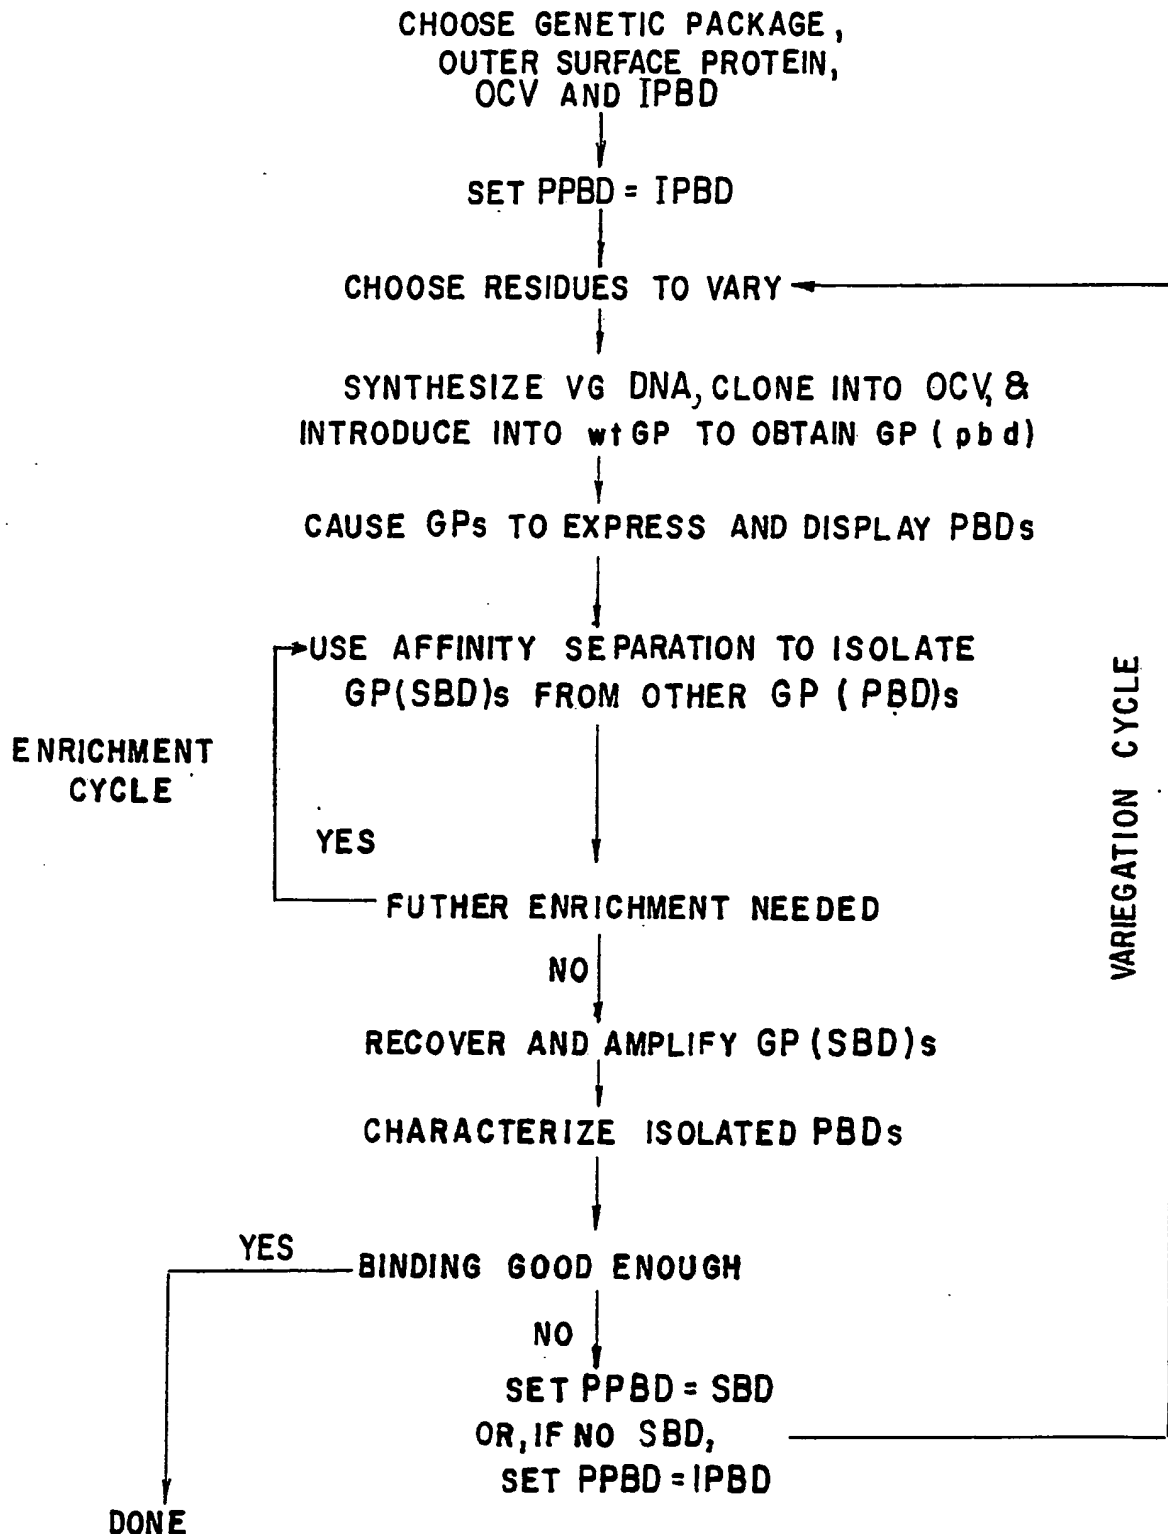 CHOOSE GENETIC PACKAGE,
OUTER SURFACE PROTEIN,
OCV AND IPBD
SET PPBD = IPBD
CHOOSE RESIDUES TO VARY
SYNTHESIZE VG DNA, CLONE INTO OCV, &
INTRODUCE INTO wtGP TO OBTAIN GP (pbd)
CAUSE GPs TO EXPRESS AND DISPLAY PBDs
USE AFFINITY SEPARATION TO ISOLATE
GP(SBD)s FROM OTHER GP (PBD)s
ENRICHMENT
CYCLE
YES
FUTHER ENRICHMENT NEEDED
NO
VARIEGATION CYCLE
RECOVER AND AMPLIFY GP(SBD)s
CHARACTERIZE ISOLATED PBDs
YES
BINDING GOOD ENOUGH
NO
SET PPBD = SBD
OR, IF NO SBD,
SET PPBD = IPBD
DONE